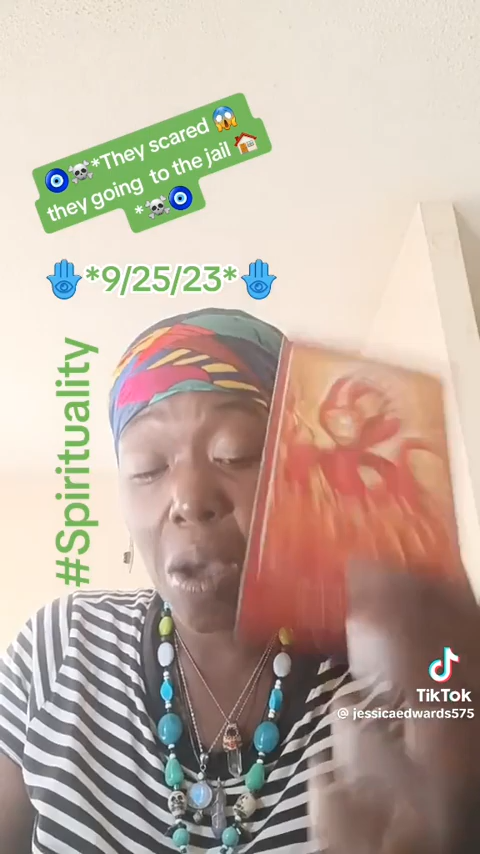 🧿☠️*They scared 😱
they going to the jail 🏠
*☠️🧿
🪬*9/25/23*🪬
#Spirituality
TikTok
@ jessicaedwards575